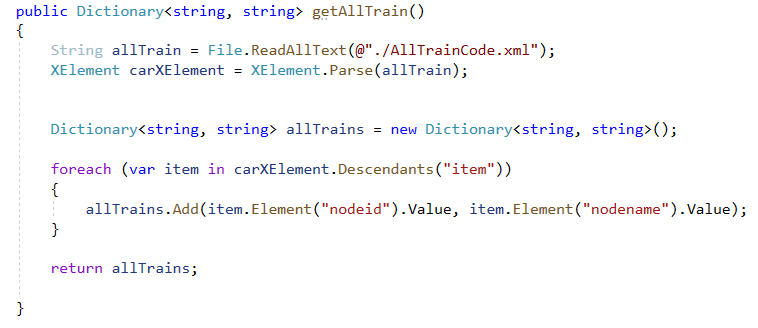 public Dictionary<string, string> getAllTrain()
{
    String allTrain = File.ReadAllText(@"./AllTrainCode.xml");
    XElement carXElement = XElement.Parse(allTrain);
    Dictionary<string, string> allTrains = new Dictionary<string, string>();
    foreach (var item in carXElement.Descendants("item"))
    {
        allTrains.Add(item.Element("nodeid").Value, item.Element("nodename").Value);
    }
    return allTrains;
}